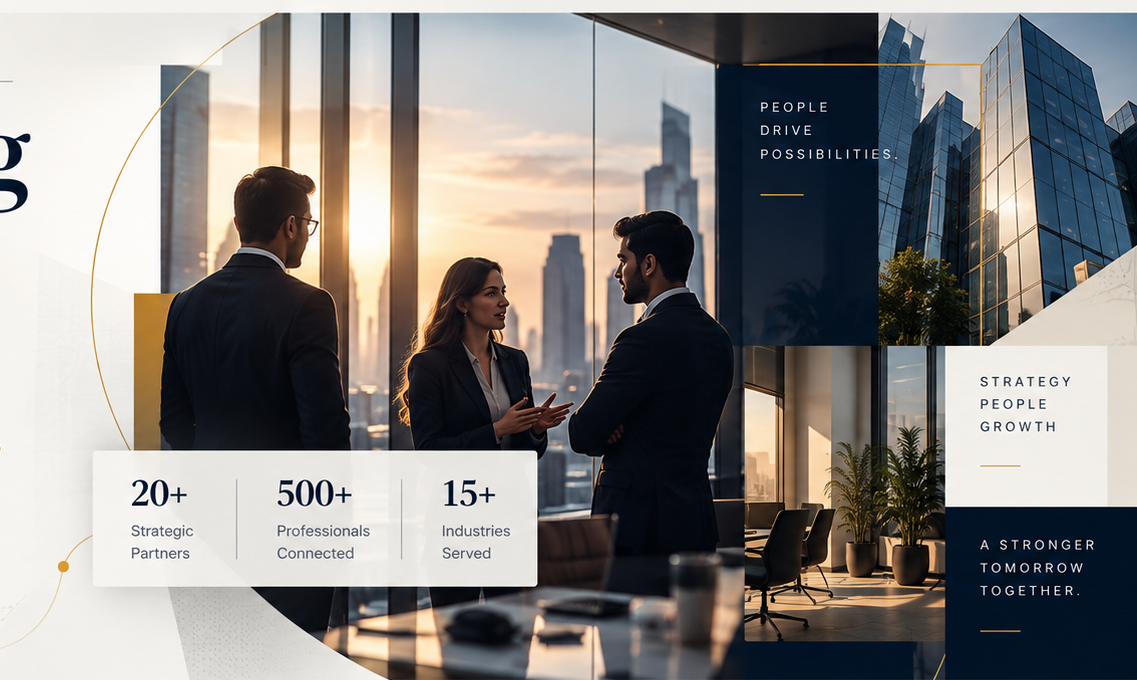 g
PEOPLE
DRIVE
POSSIBILITIES.
20+
Strategic
Partners
500+
Professionals
Connected
15+
Industries
Served
STRATEGY
PEOPLE
GROWTH
A STRONGER
TOMORROW
TOGETHER.